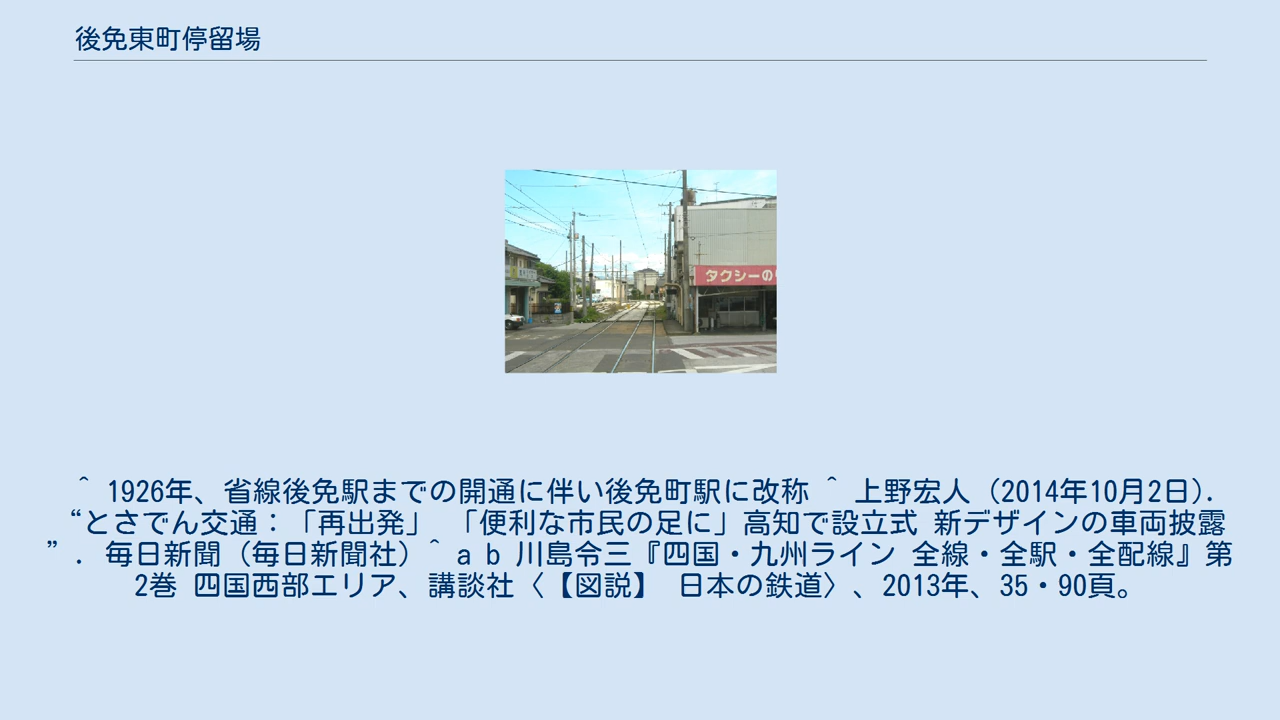 後免東町停留場
タクシーの
^ 1926年、省線後免駅までの開通に伴い後免町駅に改称 ^ 上野宏人 (2014年10月2日).
“とさでん交通：「再出発」 「便利な市民の足に」高知で設立式 新デザインの車両披露
”. 毎日新聞（毎日新聞社）^ a b 川島令三『四国・九州ライン 全線・全駅・全配線』第
2巻 四国西部エリア、講談社〈【図説】 日本の鉄道〉、2013年、35・90頁。